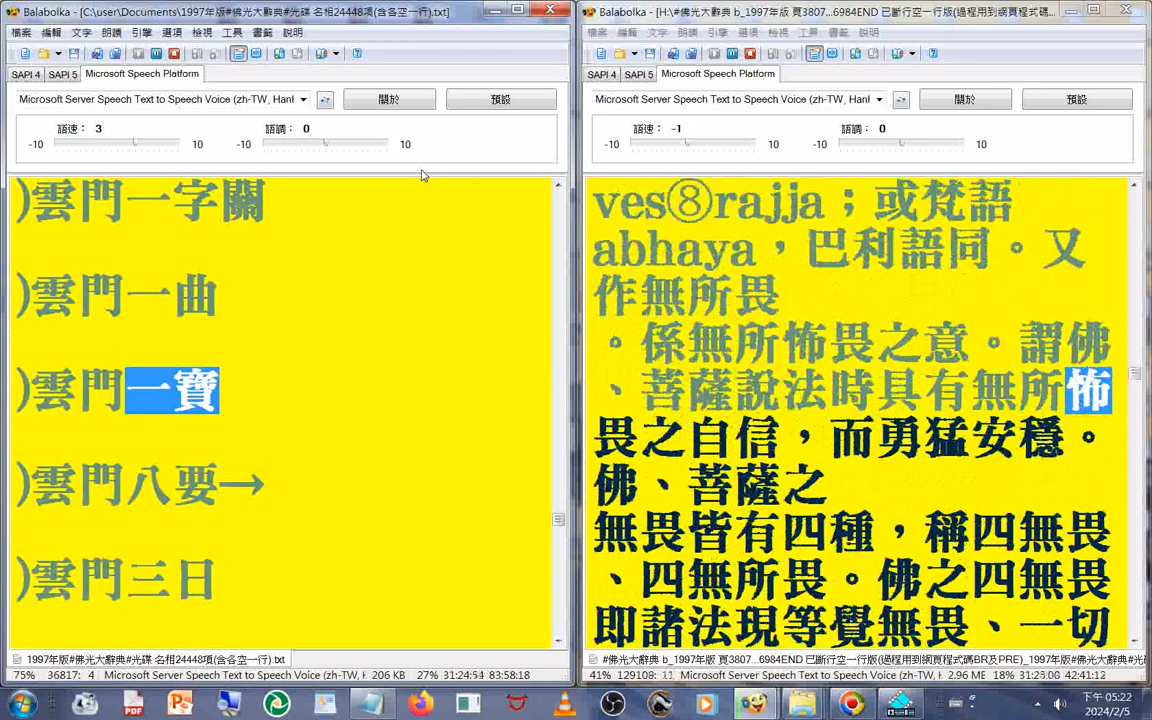 Balabolka - [C:\user\Documents\1997年版#佛光大辭典#光碟 名相24448項(含各空一行).txt]
檔案 編輯 文字 朗讀 引擎 選項 檢視 工具 書籤 說明
SAPI 4 SAPI 5 Microsoft Speech Platform
Microsoft Server Speech Text to Speech Voice (zh-TW, Hanl 關於 預設
語速： 3 語調： 0
-10 10 -10 10
)雲門一字關
)雲門一曲
)雲門一寶
)雲門八要→
)雲門三日
1997年版#佛光大辭典#光碟 名相24448項(含各空一行).txt
75% 36817: 4 Microsoft Server Speech Text to Speech Voice (zh-TW, H 206 KB 27% 31:24:54 83:58:18
Balabolka - [H:\#佛光大辭典 b_1997年版 頁3807...6984END 已斷行空一行版(過程用到網頁程式碼...
檔案 編輯 文字 朗讀 引擎 選項 檢視 工具 書籤 說明
SAPI 4 SAPI 5 Microsoft Speech Platform
Microsoft Server Speech Text to Speech Voice (zh-TW, Hanl 關於 預設
語速： -1 語調： 0
-10 10 -10 10
ves⑧rajja；或梵語
abhaya，巴利語同。又
作無所畏
。係無所怖畏之意。謂佛
、菩薩說法時具有無所怖
畏之自信，而勇猛安穩。
佛、菩薩之
無畏皆有四種，稱四無畏
、四無所畏。佛之四無畏
即諸法現等覺無畏、一切
#佛光大辭典 b_1997年版 頁3807...6984END 已斷行空一行版(過程用到網頁程式碼BR及PRE)_1997年版#光
41% 129108: 11 Microsoft Server Speech Text to Speech Voice (zh-TW, H 2.96 MB 18% 42:41:12
下午 05:22
2024/2/5